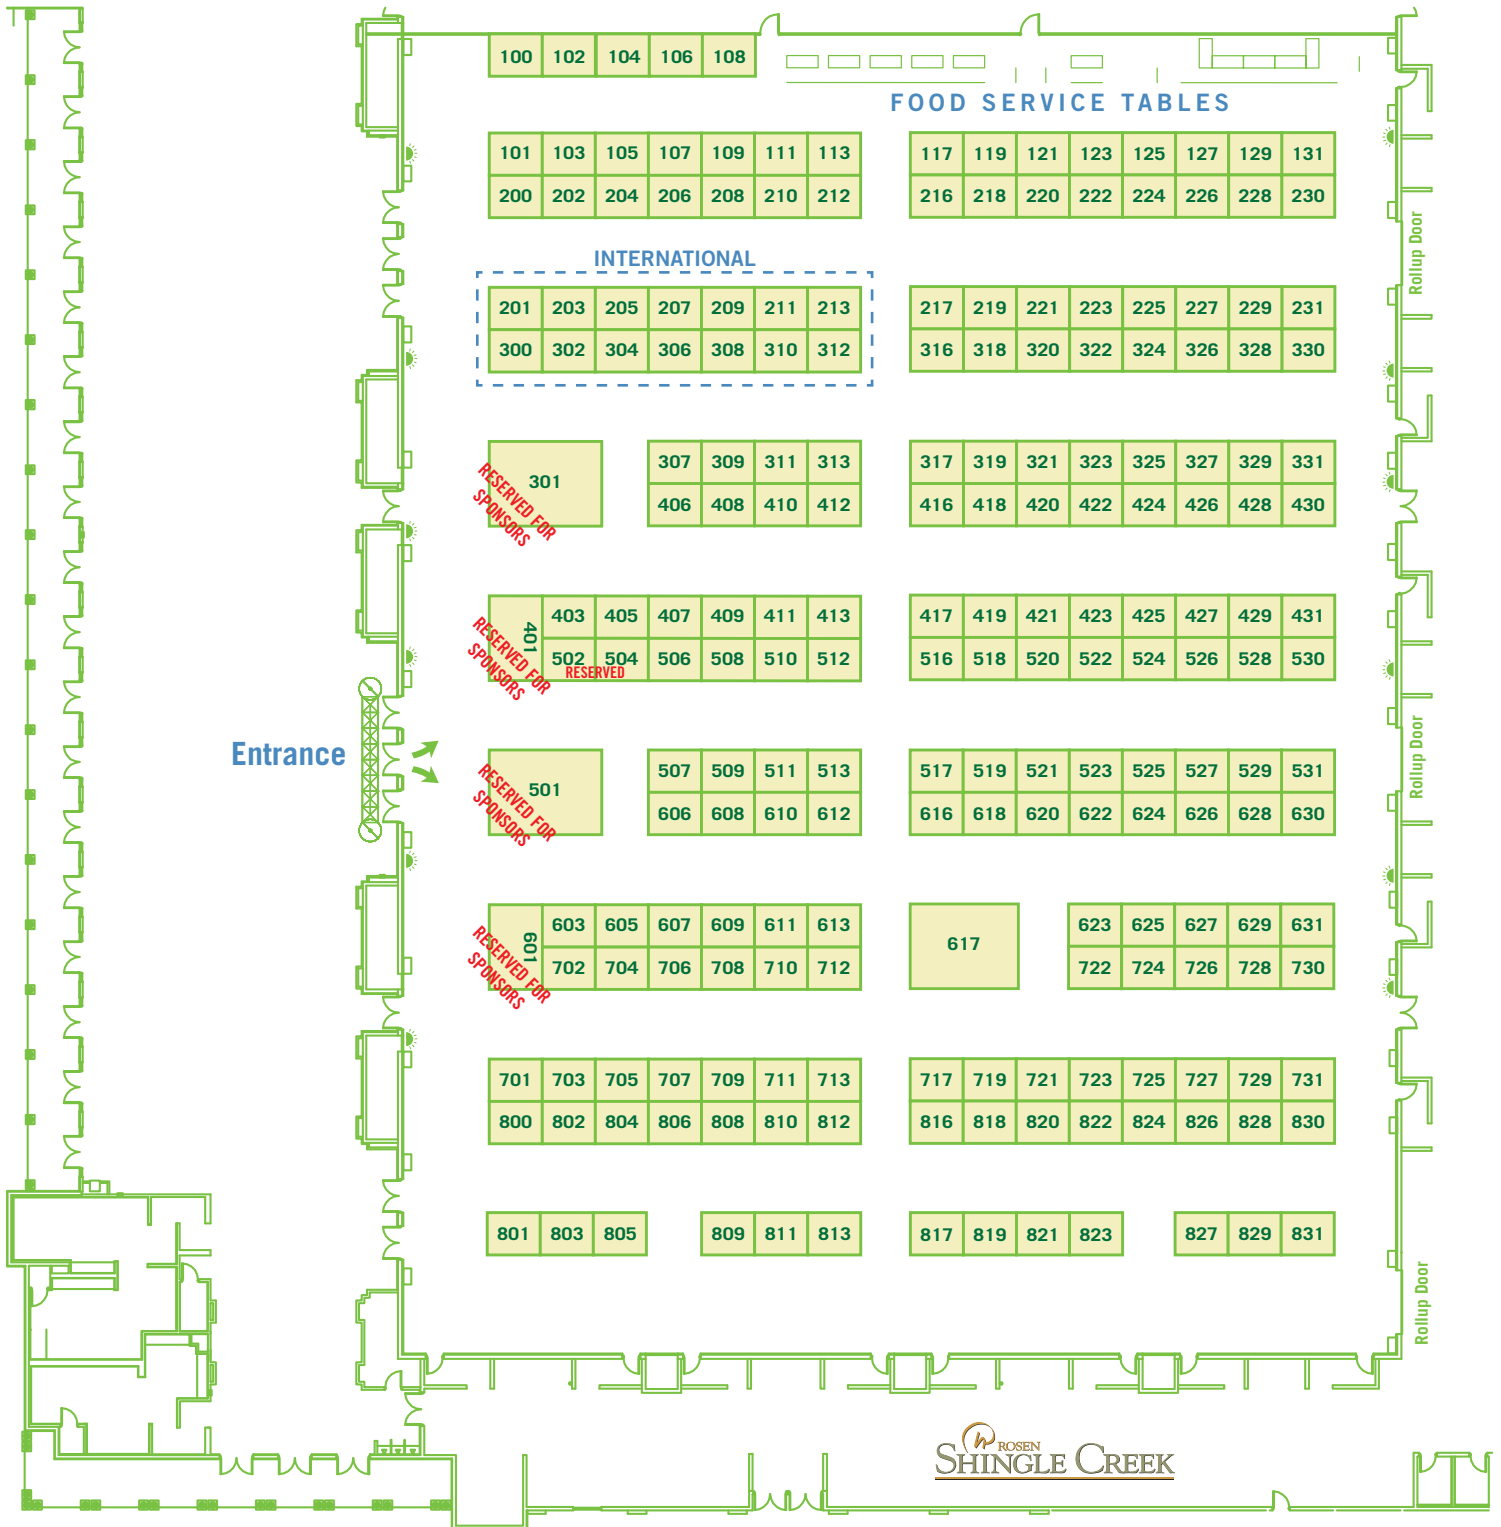 100 102 104 106 108
FOOD SERVICE TABLES
101 103 105 107 109 111 113 117 119 121 123 125 127 129 131
200 202 204 206 208 210 212 216 218 220 222 224 226 228 230
Rollup Door
INTERNATIONAL
201 203 205 207 209 211 213 217 219 221 223 225 227 229 231
300 302 304 306 308 310 312 316 318 320 322 324 326 328 330
301
RESERVED FOR
SPONSORS
307 309 311 313 317 319 321 323 325 327 329 331
406 408 410 412 416 418 420 422 424 426 428 430
401
RESERVED FOR
SPONSORS
403 405 407 409 411 413 417 419 421 423 425 427 429 431
502 504 506 508 510 512 516 518 520 522 524 526 528 530
RESERVED
Entrance
Rollup Door
501
RESERVED FOR
SPONSORS
507 509 511 513 517 519 521 523 525 527 529 531
606 608 610 612 616 618 620 622 624 626 628 630
601
RESERVED FOR
SPONSORS
603 605 607 609 611 613 617 623 625 627 629 631
702 704 706 708 710 712 722 724 726 728 730
701 703 705 707 709 711 713 717 719 721 723 725 727 729 731
800 802 804 806 808 810 812 816 818 820 822 824 826 828 830
801 803 805 809 811 813 817 819 821 823 827 829 831
Rollup Door
ROSEN
SHINGLE CREEK